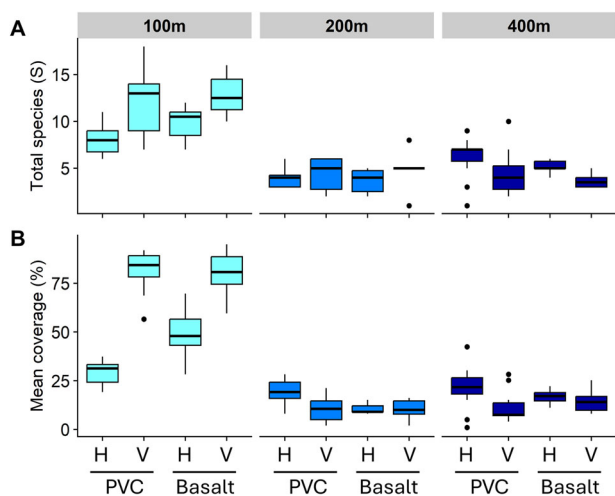 A
100m
200m
400m
Total species (S)
15
10
5
B
Mean coverage (%)
75
50
25
0
H V H V H V H V H V H V
PVC Basalt PVC Basalt PVC Basalt